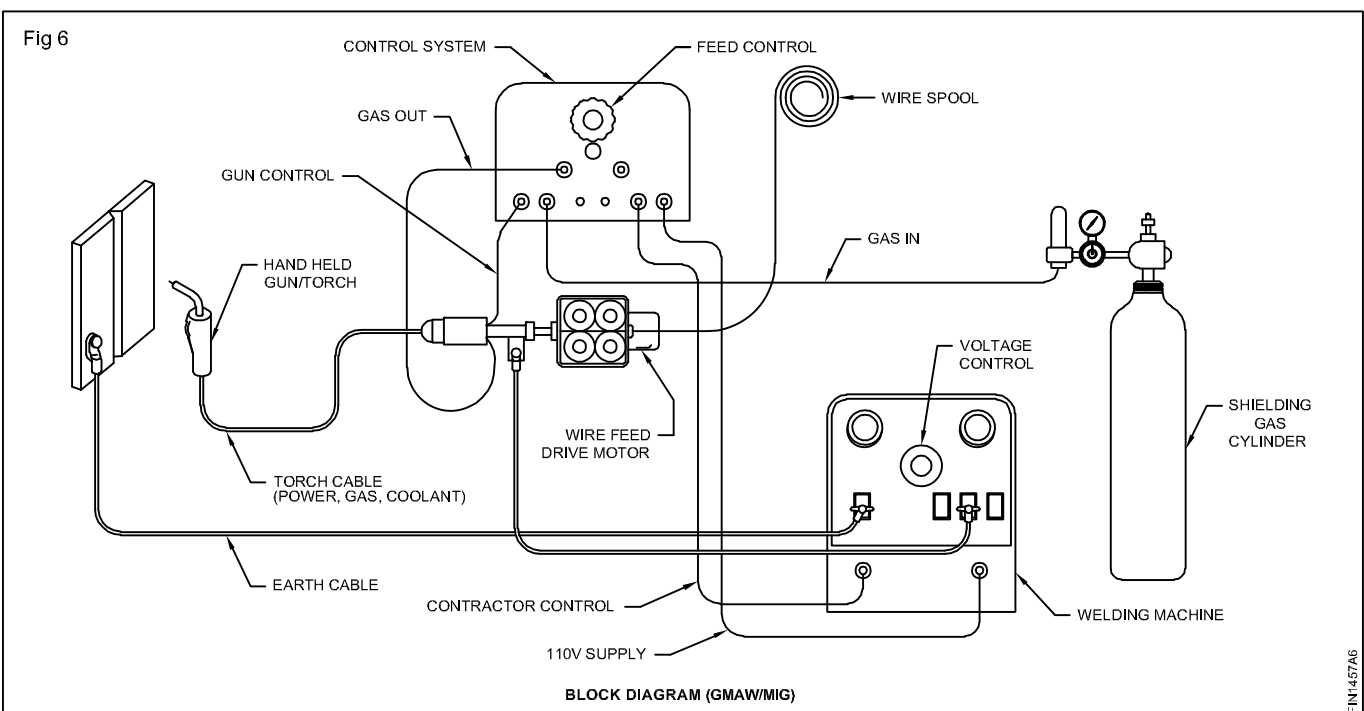 Fig 6
CONTROL SYSTEM
FEED CONTROL
WIRE SPOOL
GAS OUT
GUN CONTROL
GAS IN
HAND HELD
GUN/TORCH
VOLTAGE
CONTROL
SHIELDING
GAS
CYLINDER
WIRE FEED
DRIVE MOTOR
TORCH CABLE
(POWER, GAS, COOLANT)
EARTH CABLE
CONTRACTOR CONTROL
WELDING MACHINE
110V SUPPLY
BLOCK DIAGRAM (GMAW/MIG)
FIN1457A6